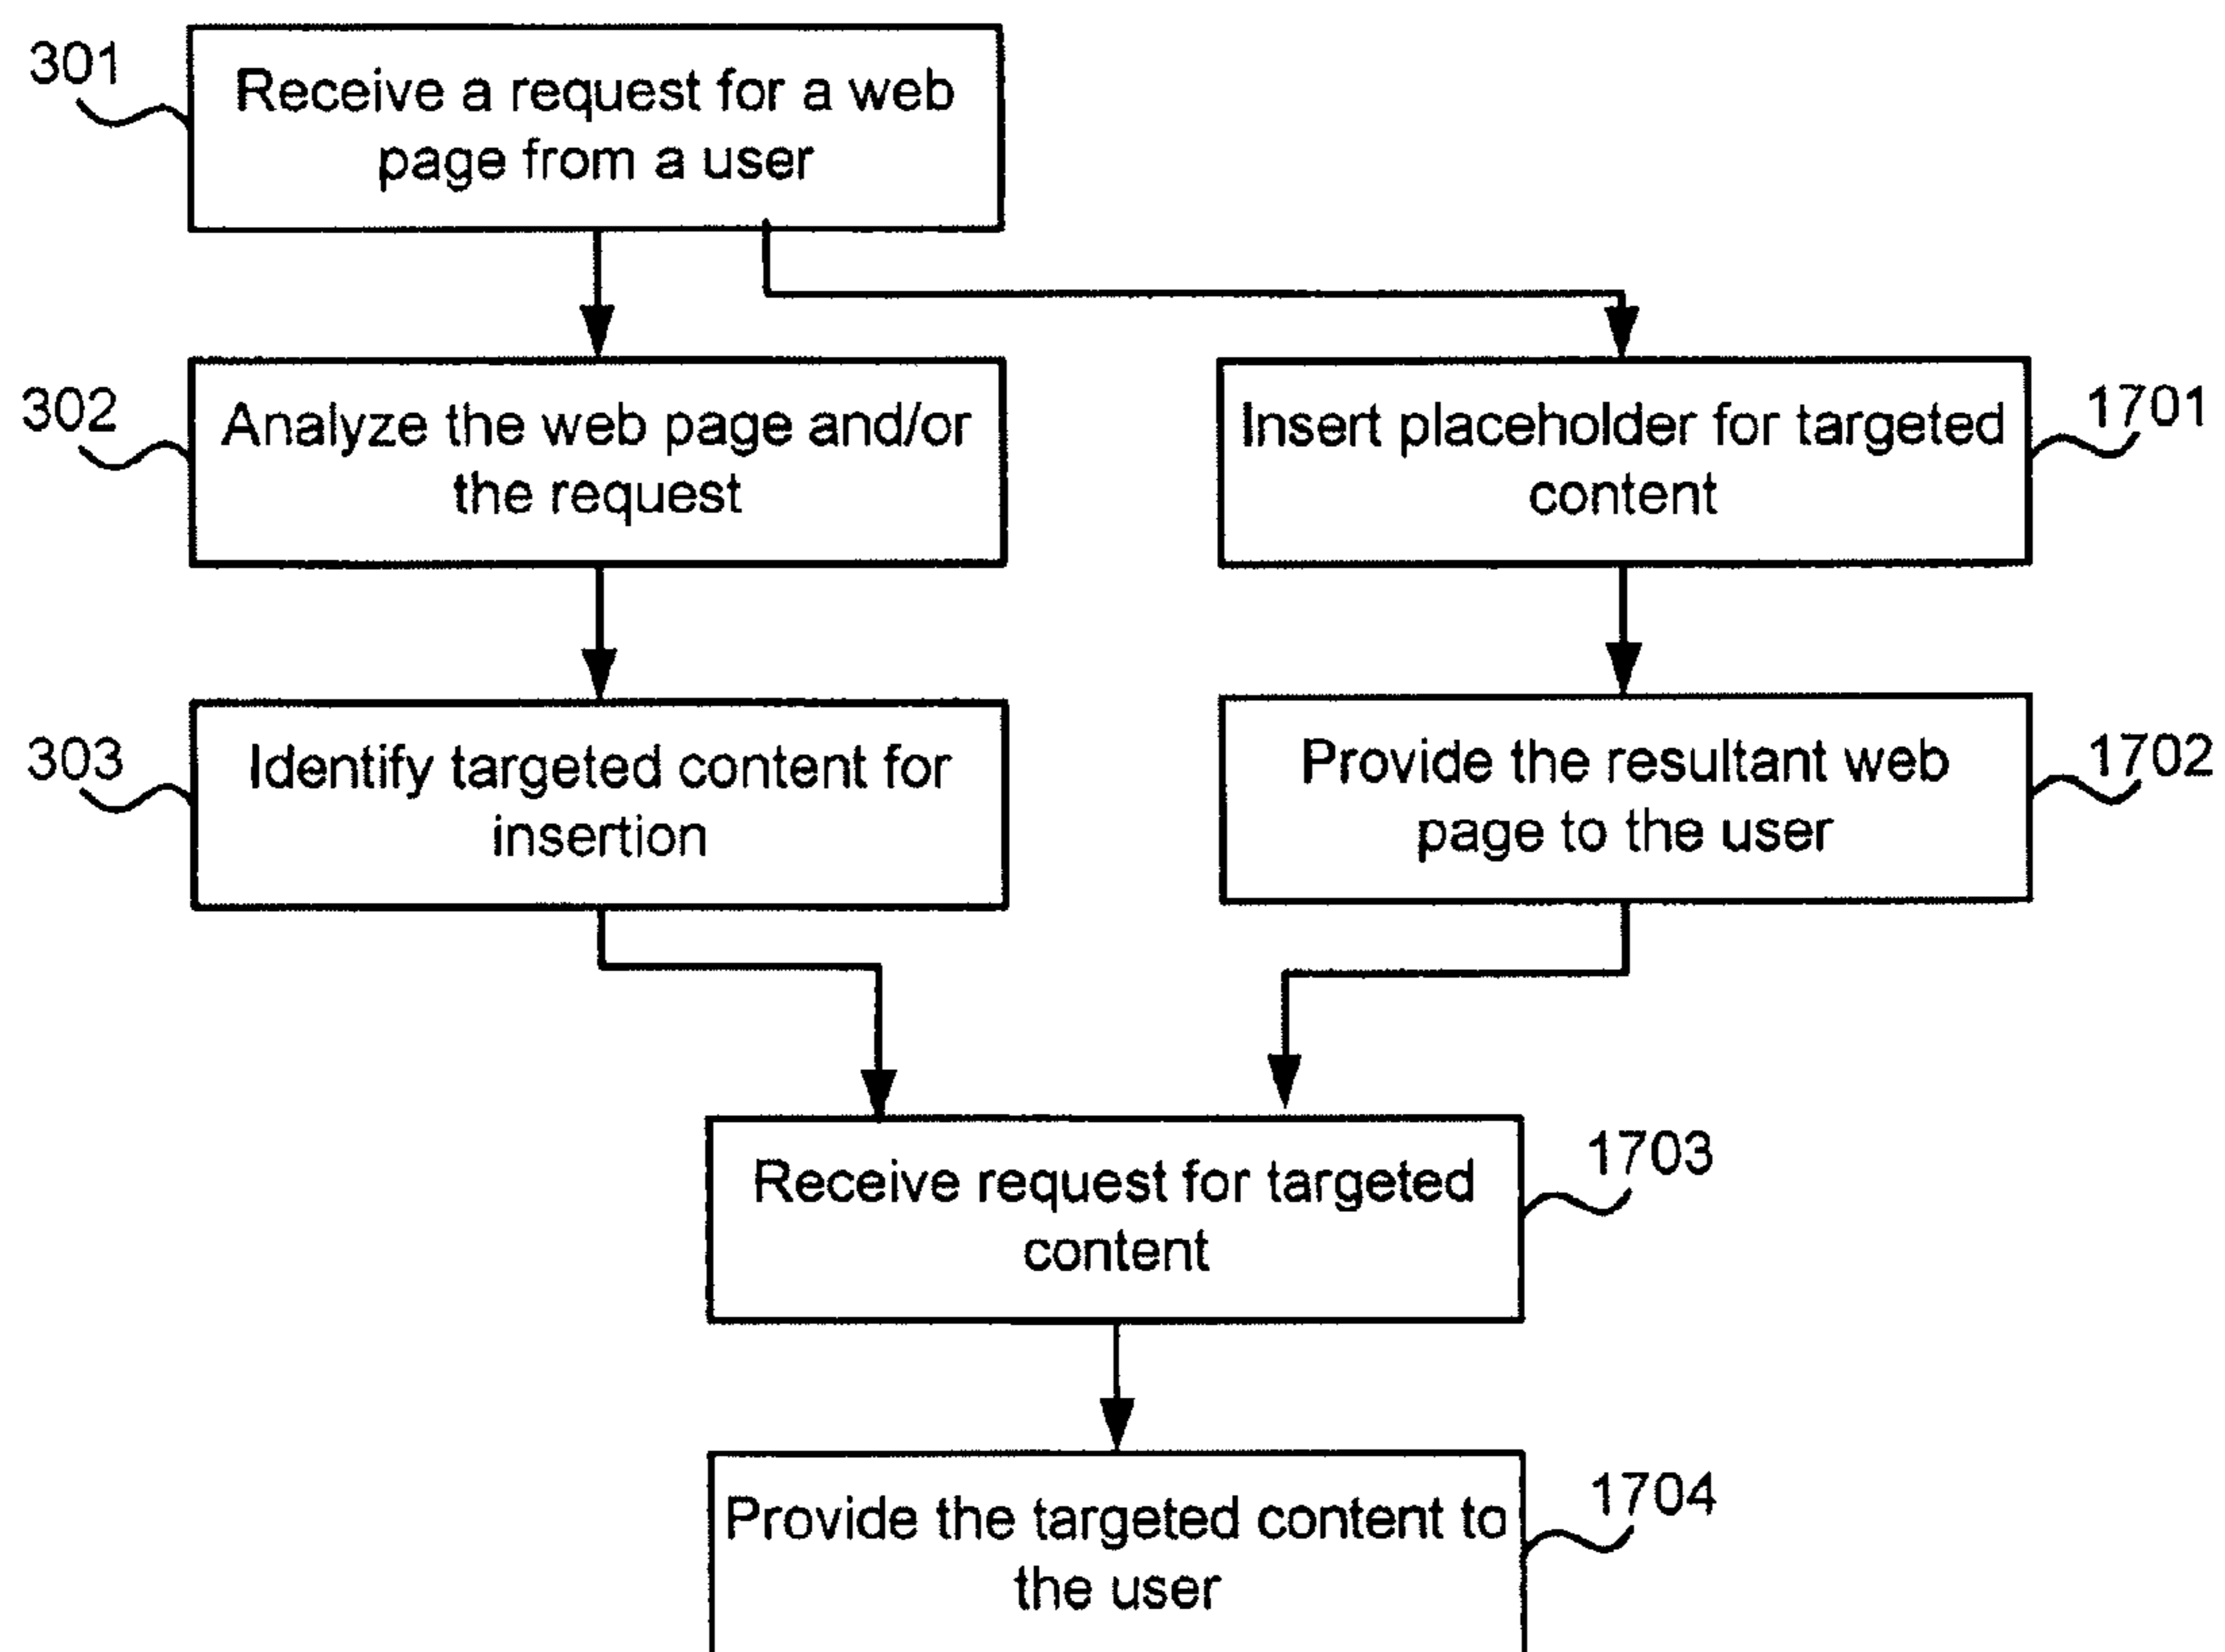 301
Receive a request for a web
page from a user
302
Analyze the web page and/or
the request
Insert placeholder for targeted
content
1701
303
Identify targeted content for
insertion
Provide the resultant web
page to the user
1702
Receive request for targeted
content
1703
Provide the targeted content to
the user
1704